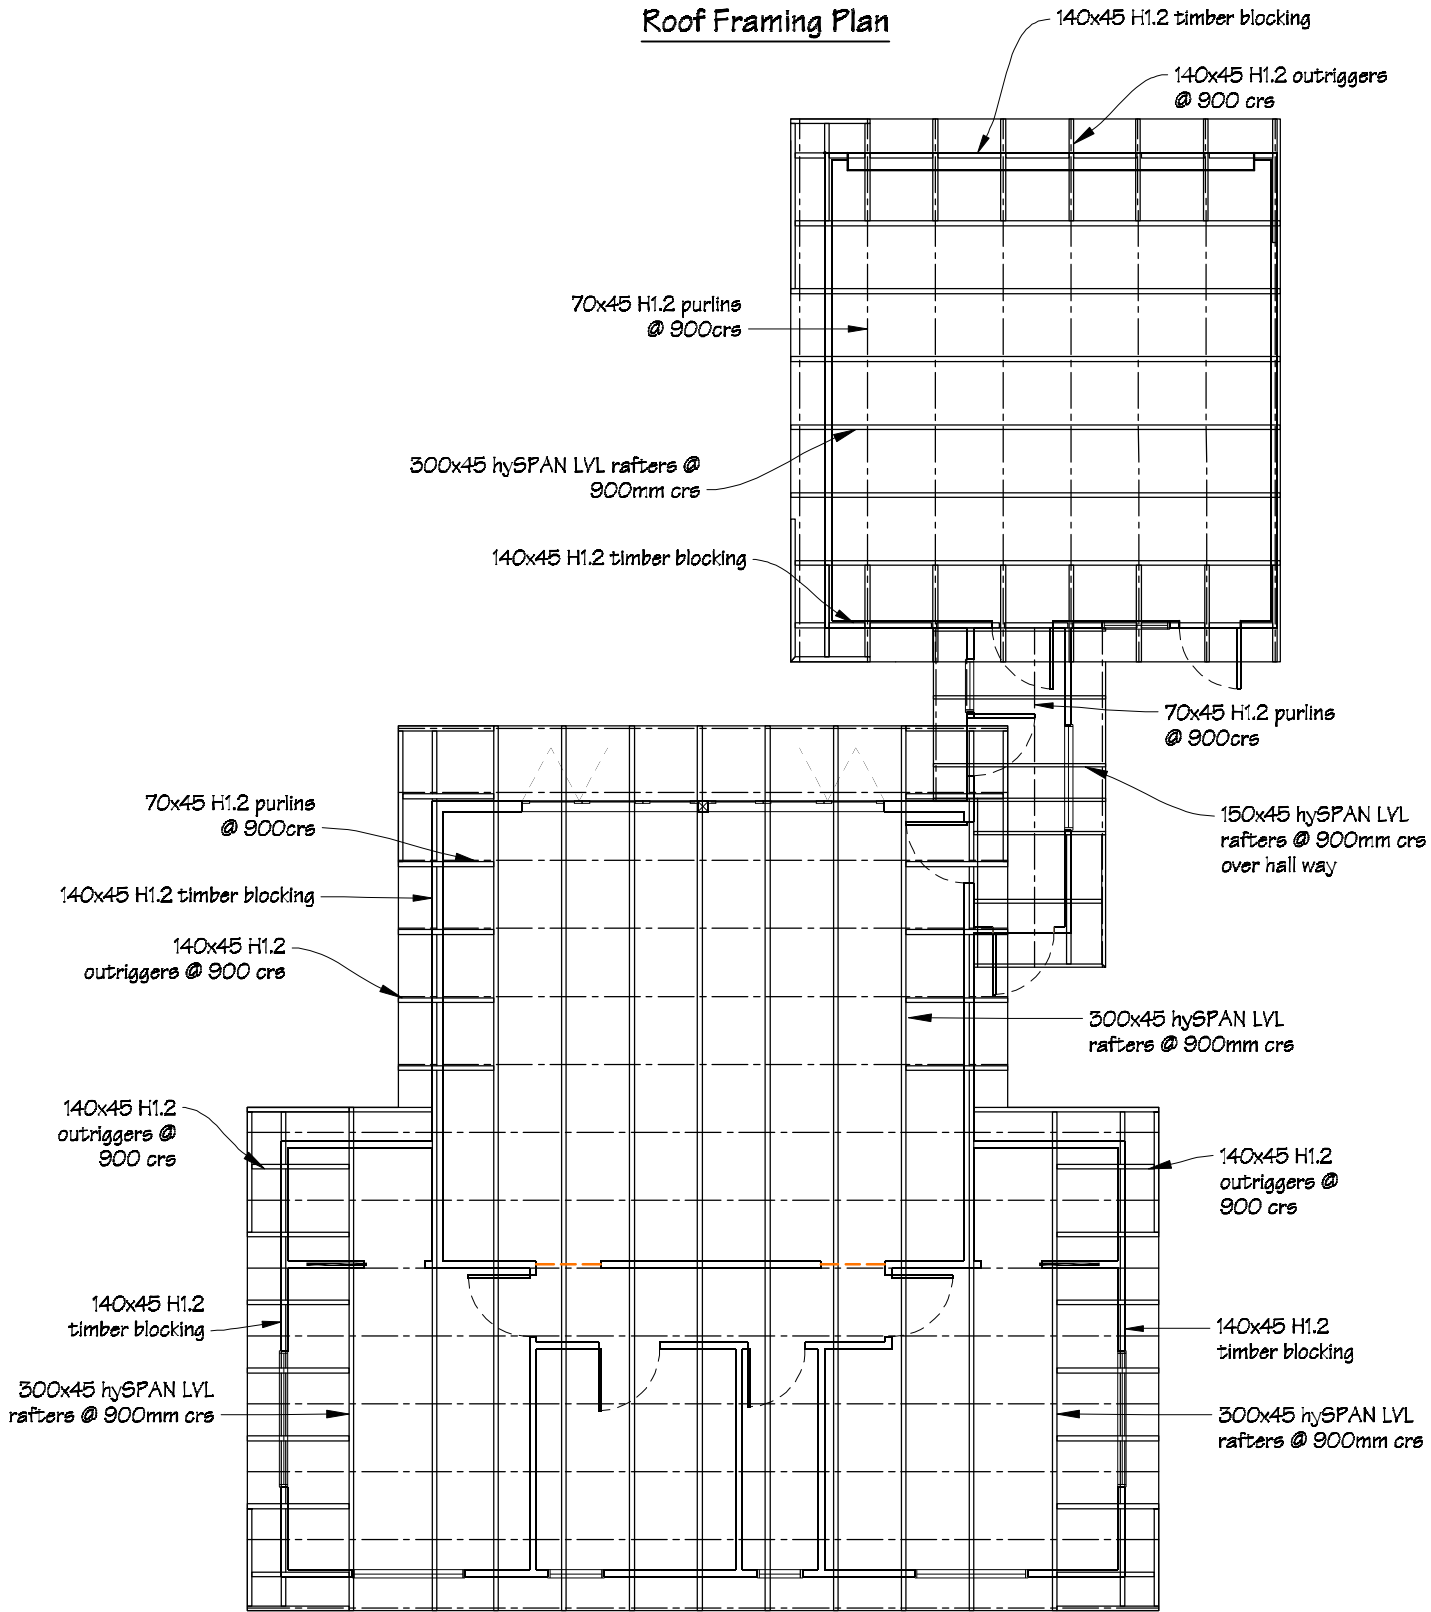 Roof Framing Plan
140x45 H1.2 timber blocking
140x45 H1.2 outriggers
@ 900 crs
70x45 H1.2 purlins
@ 900crs
300x45 hySPAN LVL rafters @
900mm crs
140x45 H1.2 timber blocking
70x45 H1.2 purlins
@ 900crs
70x45 H1.2 purlins
@ 900crs
150x45 hySPAN LVL
rafters @ 900mm crs
over hall way
140x45 H1.2 timber blocking
140x45 H1.2
outriggers @ 900 crs
300x45 hySPAN LVL
rafters @ 900mm crs
140x45 H1.2
outriggers @
900 crs
140x45 H1.2
outriggers @
900 crs
140x45 H1.2
timber blocking
140x45 H1.2
timber blocking
300x45 hySPAN LVL
rafters @ 900mm crs
300x45 hySPAN LVL
rafters @ 900mm crs